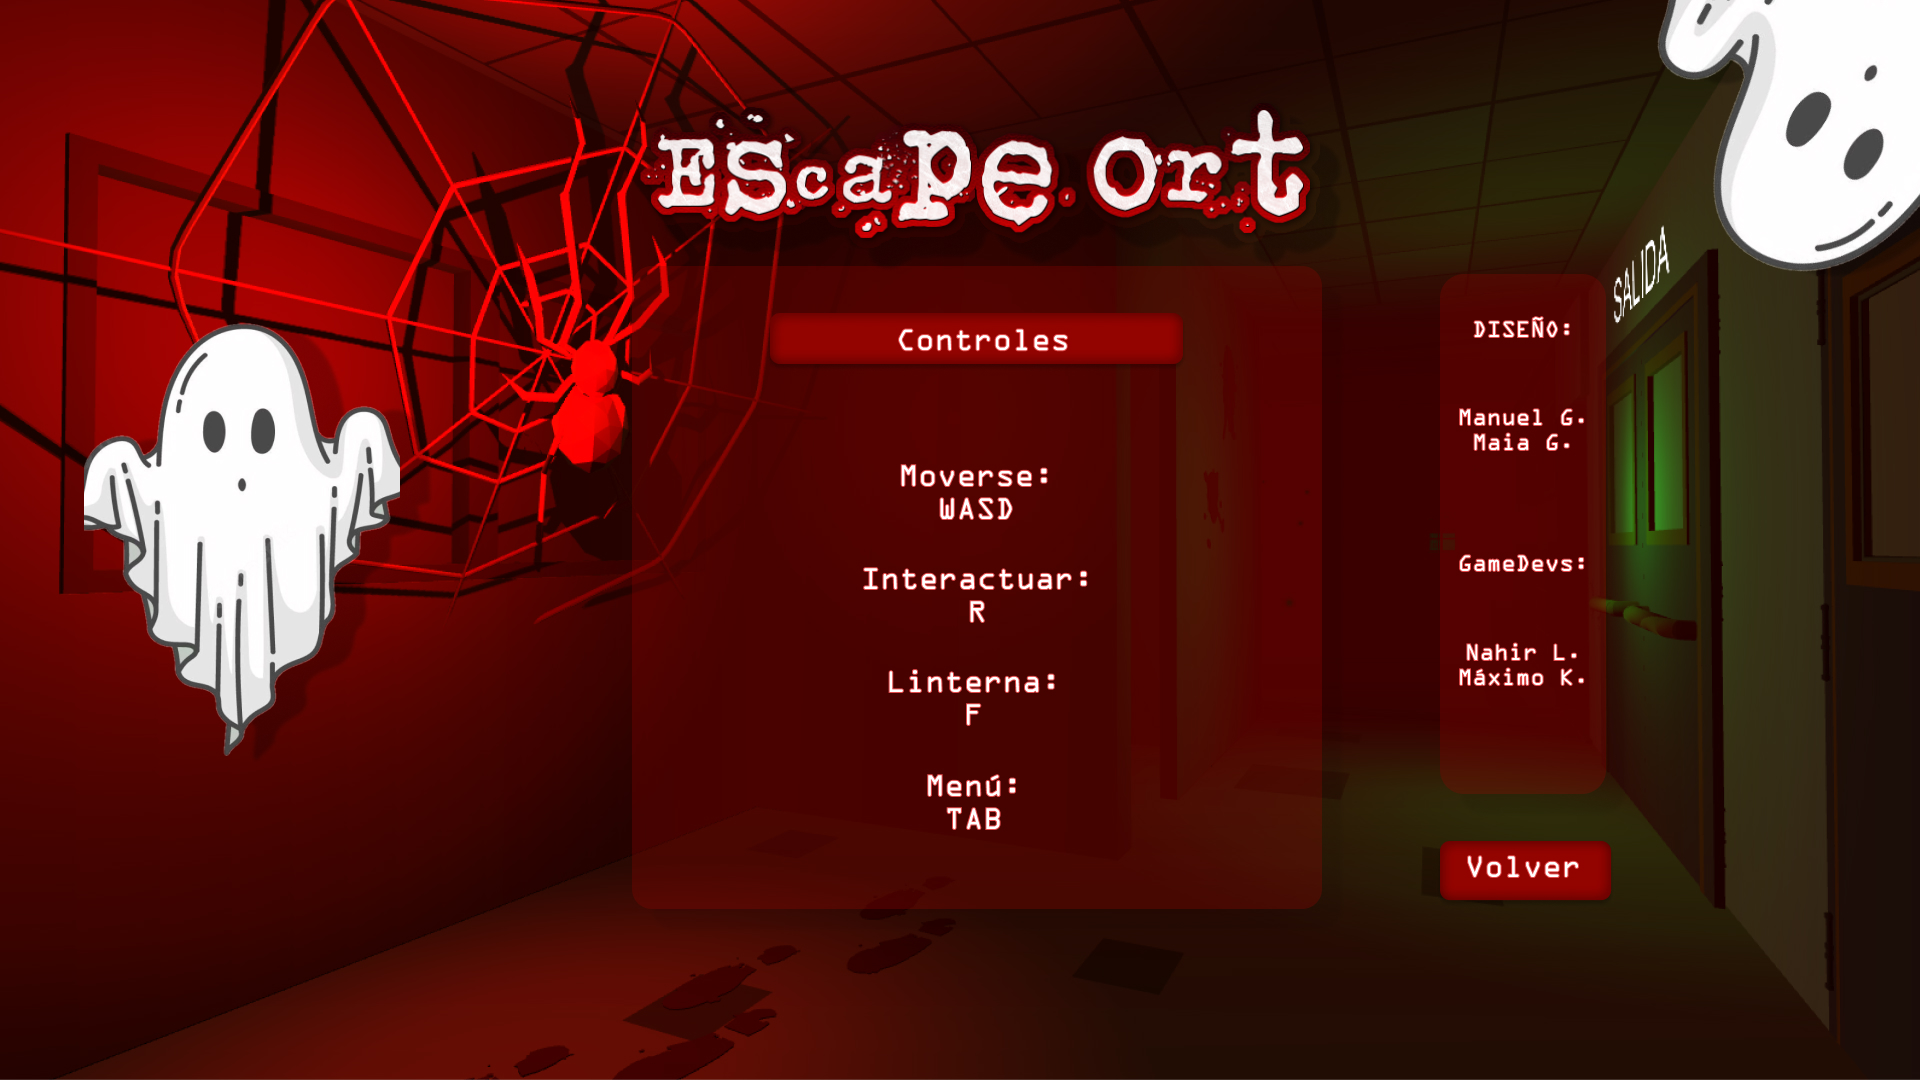 Escape Ort
Controles
Moverse:
WASD
Interactuar:
R
Linterna:
F
Menú:
TAB
DISEÑO:
Manuel G.
Maia G.
GameDevs:
Nahir L.
Máximo K.
Volver
SALIDA